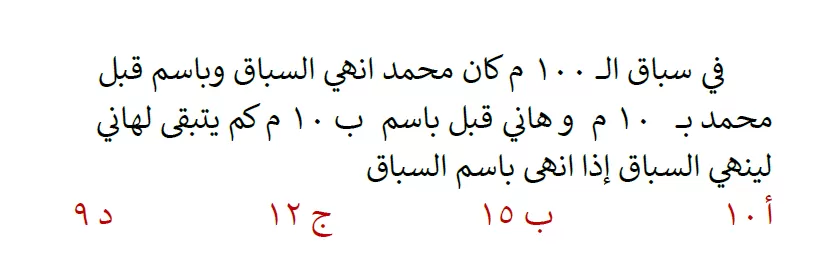 في سباق الـ ١٠٠ م كان محمد انهي السباق وباسم قبل
محمد بـ ١٠ م و هاني قبل باسم ب ١٠ م كم يتبقى لهاني
لينهي السباق إذا انهى باسم السباق
أ ١٠ ب ١٥ ج ١٢ د ٩